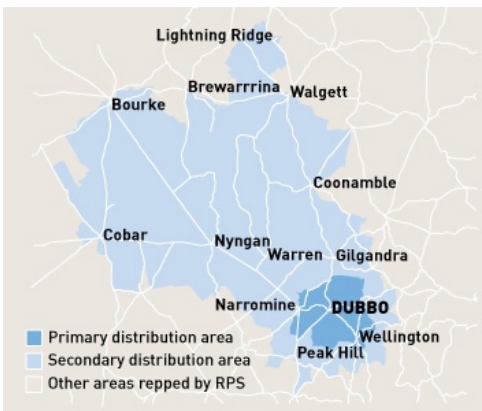 Lightning Ridge
Brewarrrina
Walgett
Bourke
Coonamble
Cobar
Nyngan
Warren
Gilgandra
Narromine
DUBBO
Wellington
Peak Hill
Primary distribution area
Secondary distribution area
Other areas repped by RPS